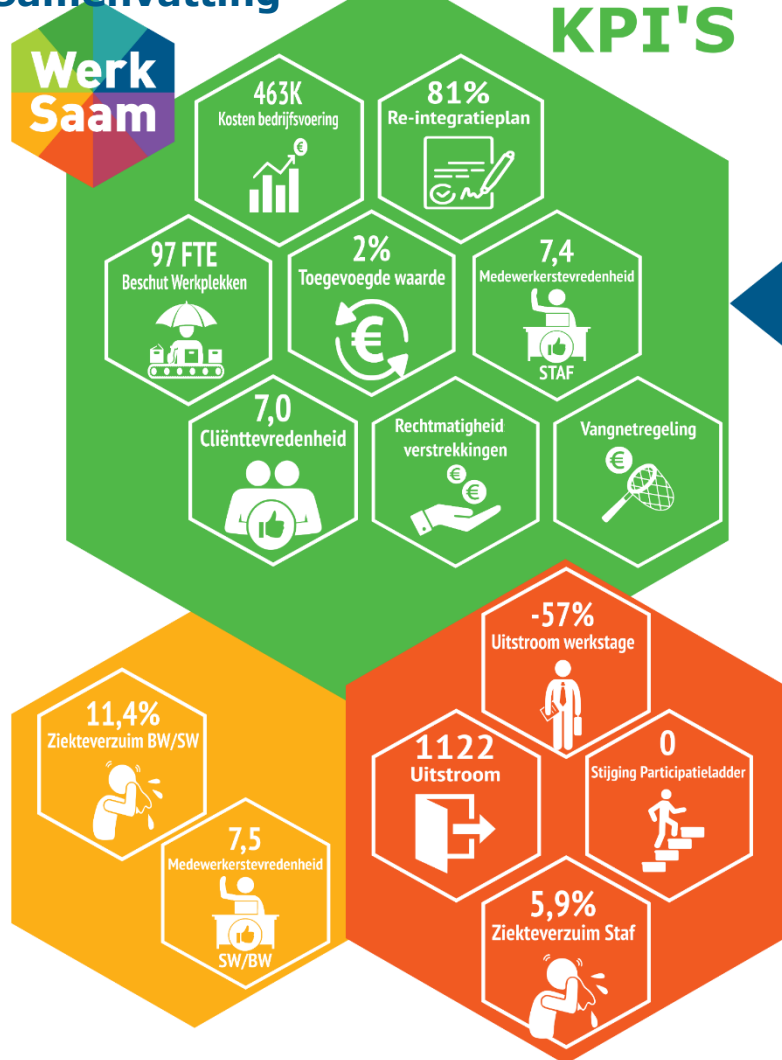 Samenvatting
KPI'S
Werk
Saam
463K
Kosten bedrijfsvoering
81%
Re-integratieplan
97 FTE
Beschut Werkplekken
2%
Toegevoegde waarde
7,4
Medewerkerstevredenheid
STAF
7,0
Cliënttevredenheid
Rechtmatigheid
verstrekkingen
Vangnetregeling
-57%
Uitstroom werkstage
11,4%
Ziekteverzuim BW/SW
1122
Uitstroom
0
Stijging Participatieladder
7,5
Medewerkerstevredenheid
SW/BW
5,9%
Ziekteverzuim Staf